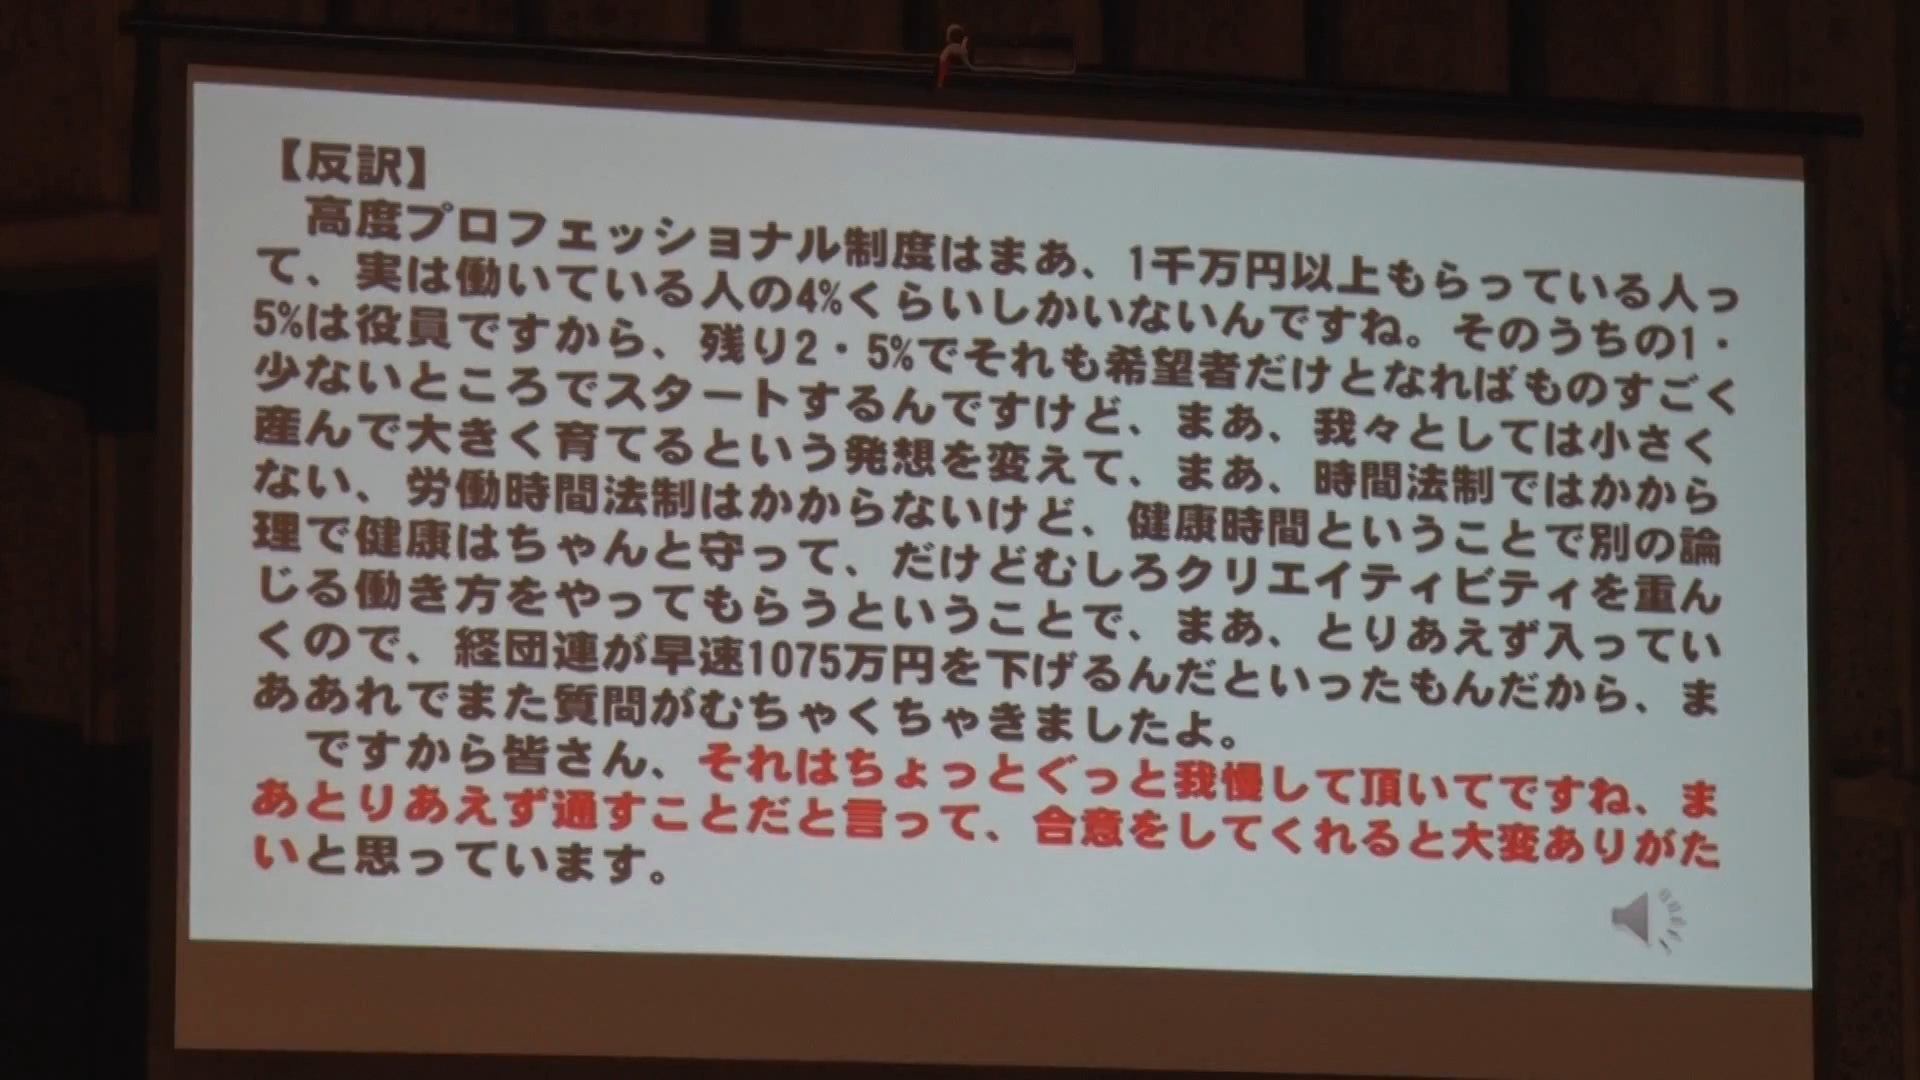 【反訳】
高度プロフェッショナル制度はまあ、1千万円以上もらっている人っ
て、実は働いている人の4%くらいしかいないんですね。そのうちの1・
5%は役員ですから、残り2・5%でそれも希望者だけとなればものすごく
少ないところでスタートするんですけど、まあ、我々としては小さく
産んで大きく育てるという発想を変えて、まあ、時間法制ではかから
ない、労働時間法制はかからないけど、健康時間ということで別の論
理で健康はちゃんと守って、だけどむしろクリエイティビティを重ん
じる働き方をやってもらうということで、まあ、とりあえず入ってい
くので、経団連が早速1075万円を下げるんだといったもんだから、ま
ああれでまた質問がむちゃくちゃきましたよ。
ですから皆さん、それはちょっとぐっと我慢して頂いてですね、ま
あとりあえず通すことだと言って、合意をしてくれると大変ありがた
いと思っています。